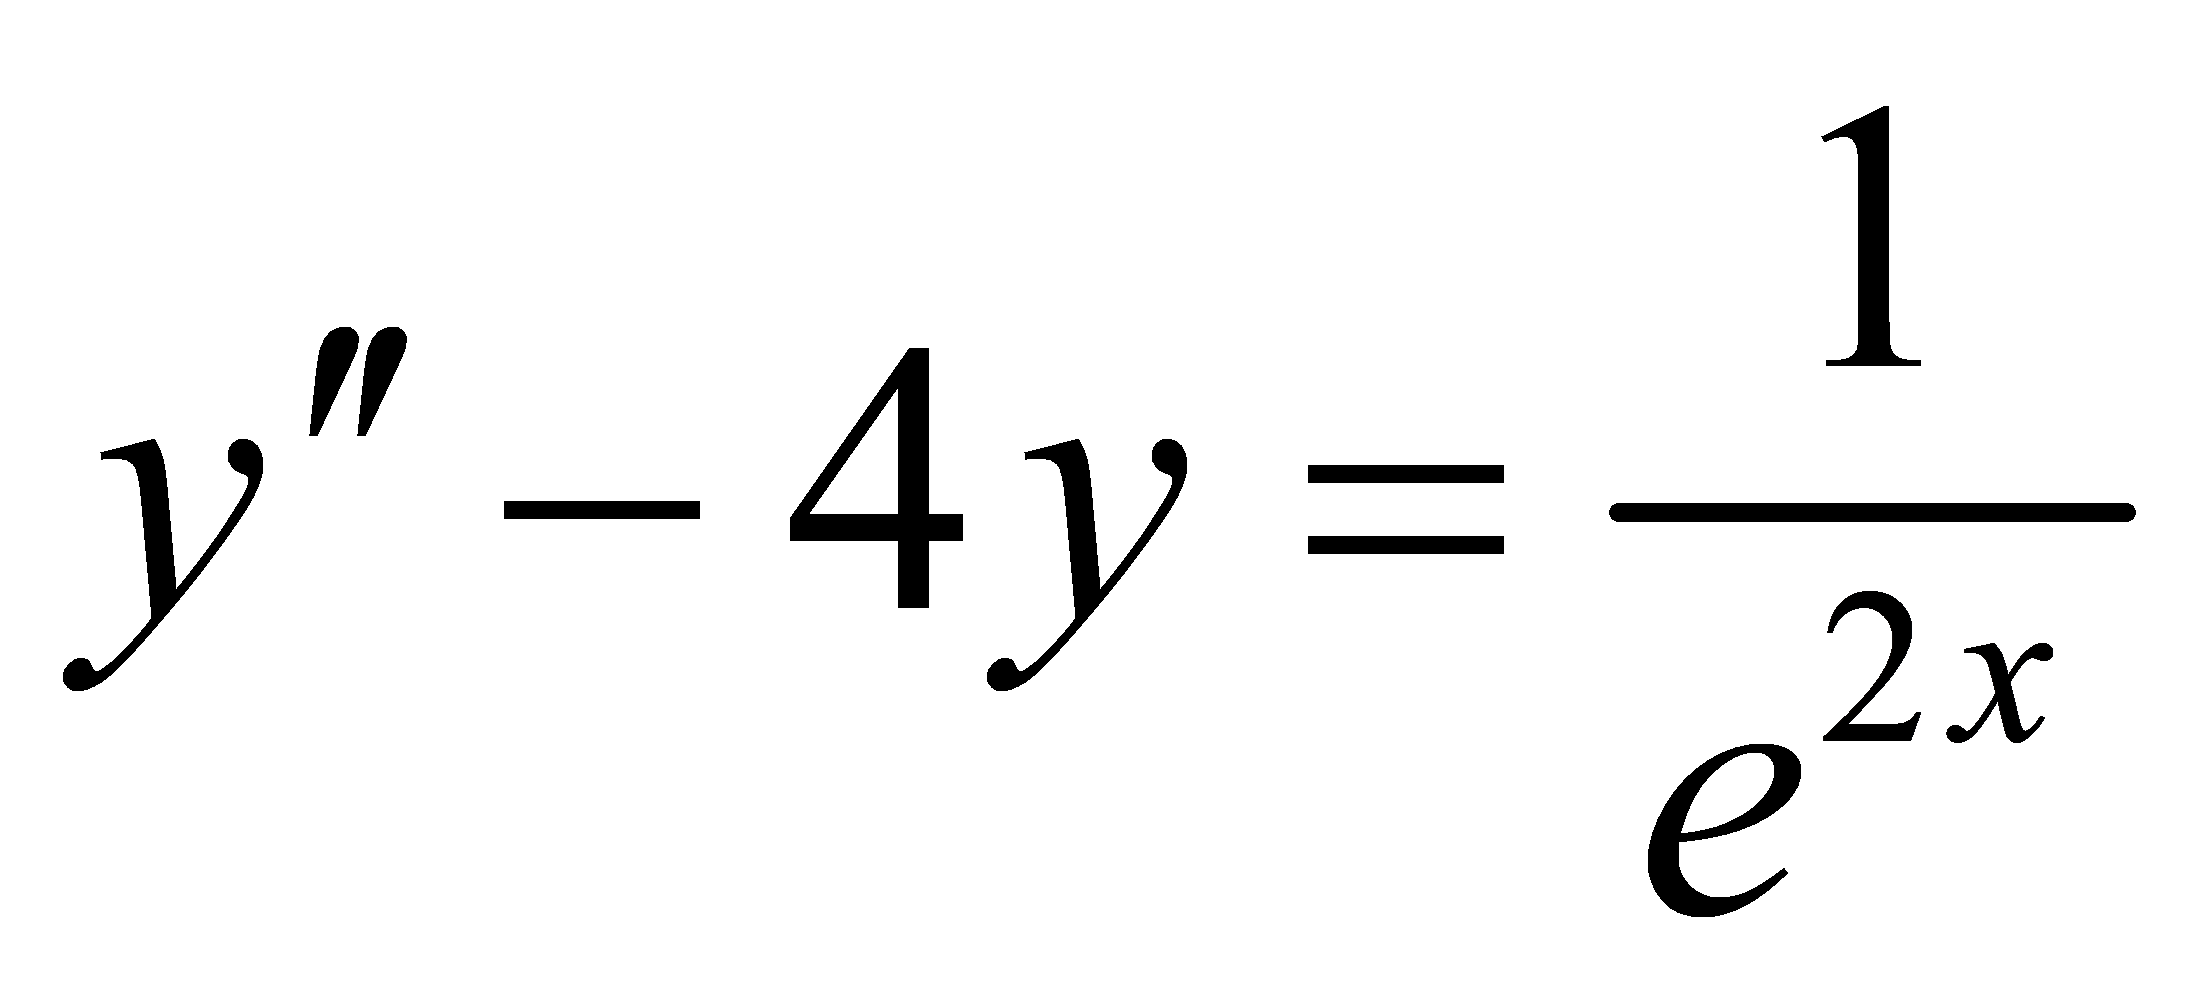 y″ − 4y = 1/e^{2x}